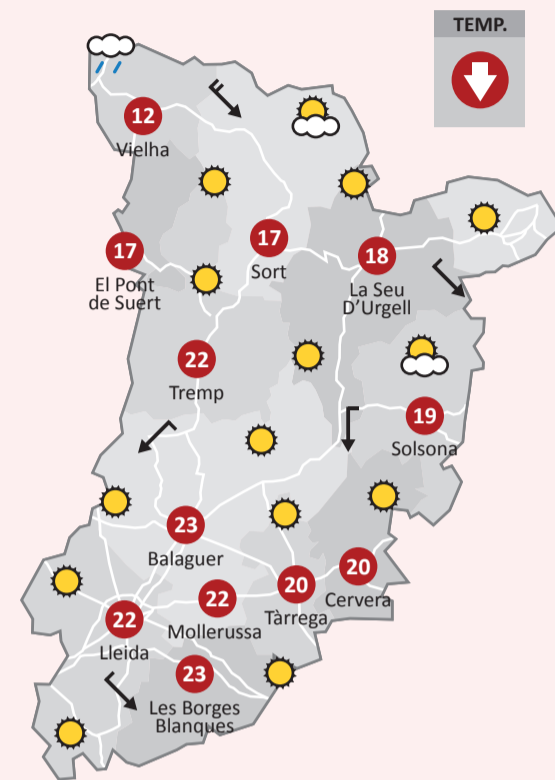 TEMP.
12
Vielha
17
El Pont
de Suert
17
Sort
18
La Seu
D'Urgell
22
Tremp
19
Solsona
23
Balaguer
20
Cervera
20
Tàrrega
22
Mollerussa
22
Lleida
23
Les Borges
Blanques